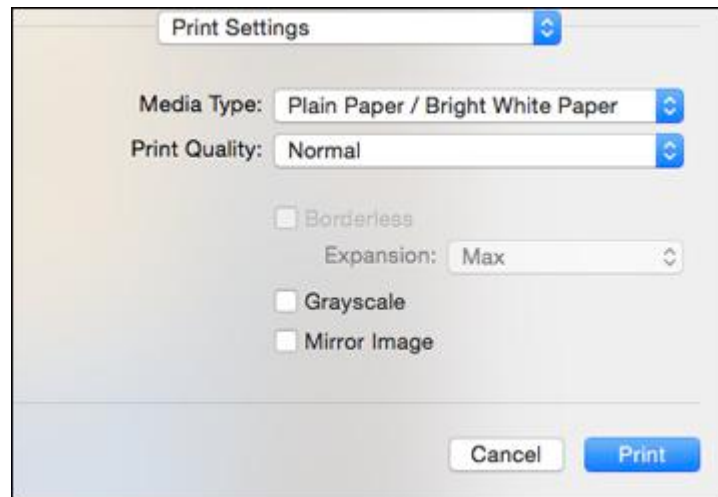 Print Settings
Media Type: Plain Paper / Bright White Paper
Print Quality: Normal
Borderless
Expansion: Max
Grayscale
Mirror Image
Cancel Print